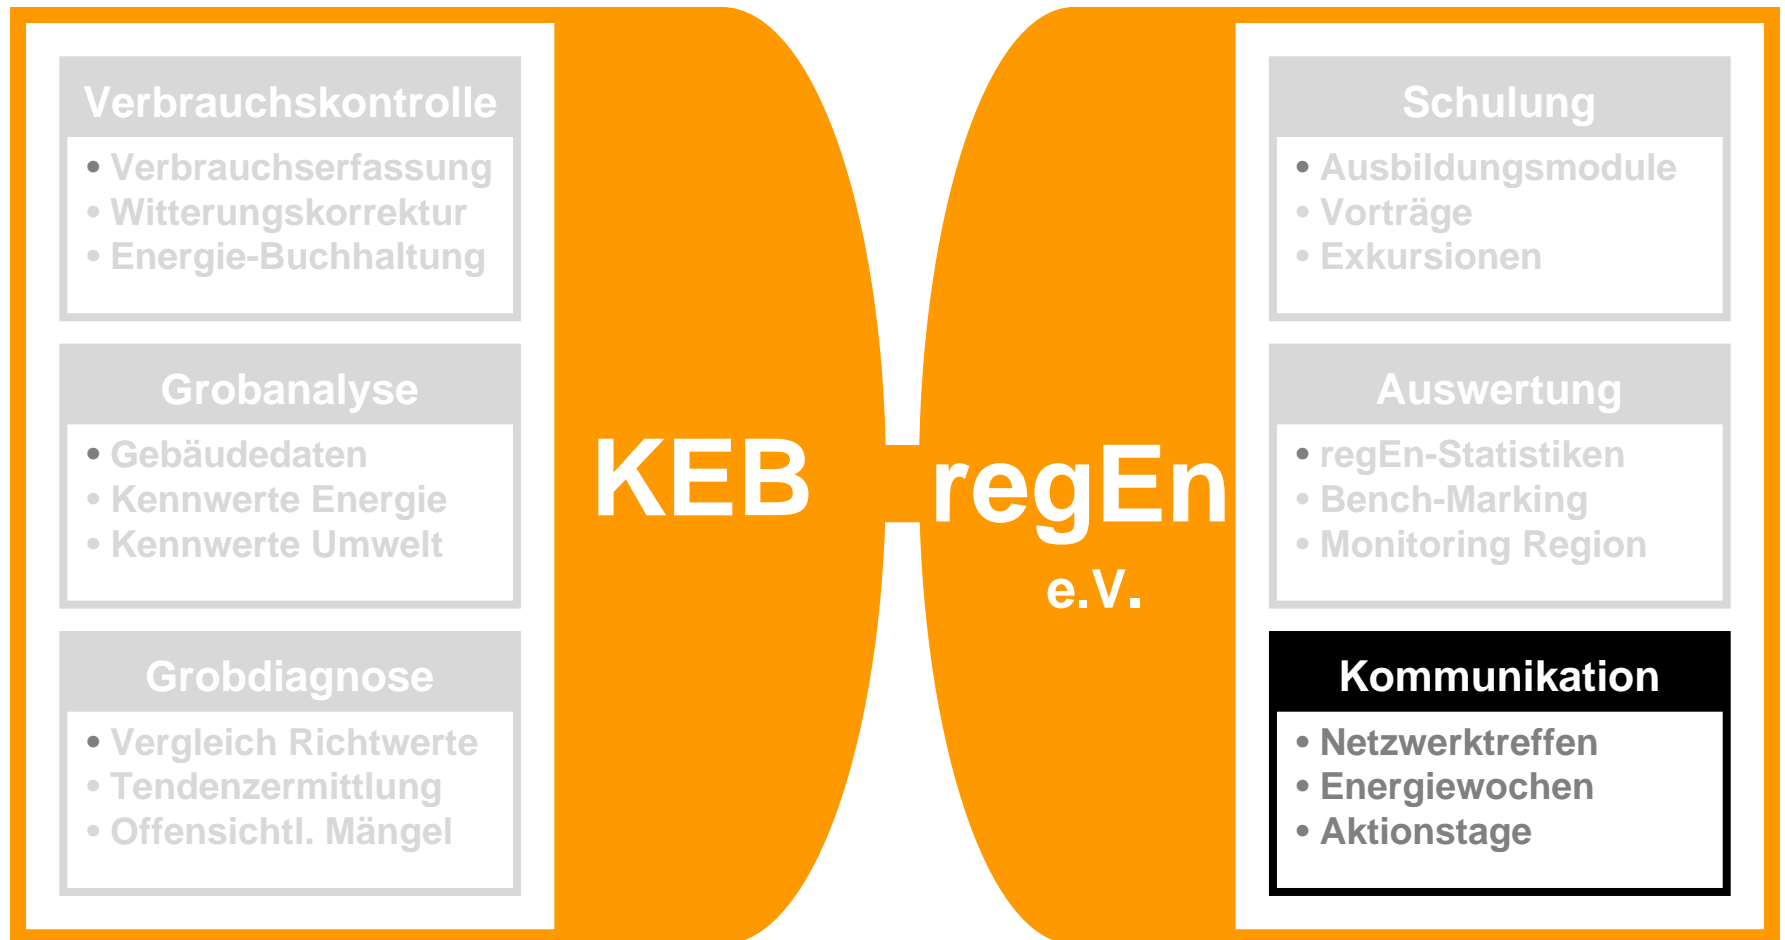 Verbrauchskontrolle
• Verbrauchserfassung
• Witterungskorrektur
• Energie-Buchhaltung
Grobanalyse
• Gebäudedaten
• Kennwerte Energie
• Kennwerte Umwelt
Grobdiagnose
• Vergleich Richtwerte
• Tendenzermittlung
• Offensichtl. Mängel
KEB
regEn
e.V.
Schulung
• Ausbildungsmodule
• Vorträge
• Exkursionen
Auswertung
• regEn-Statistiken
• Bench-Marking
• Monitoring Region
Kommunikation
• Netzwerktreffen
• Energiewochen
• Aktionstage